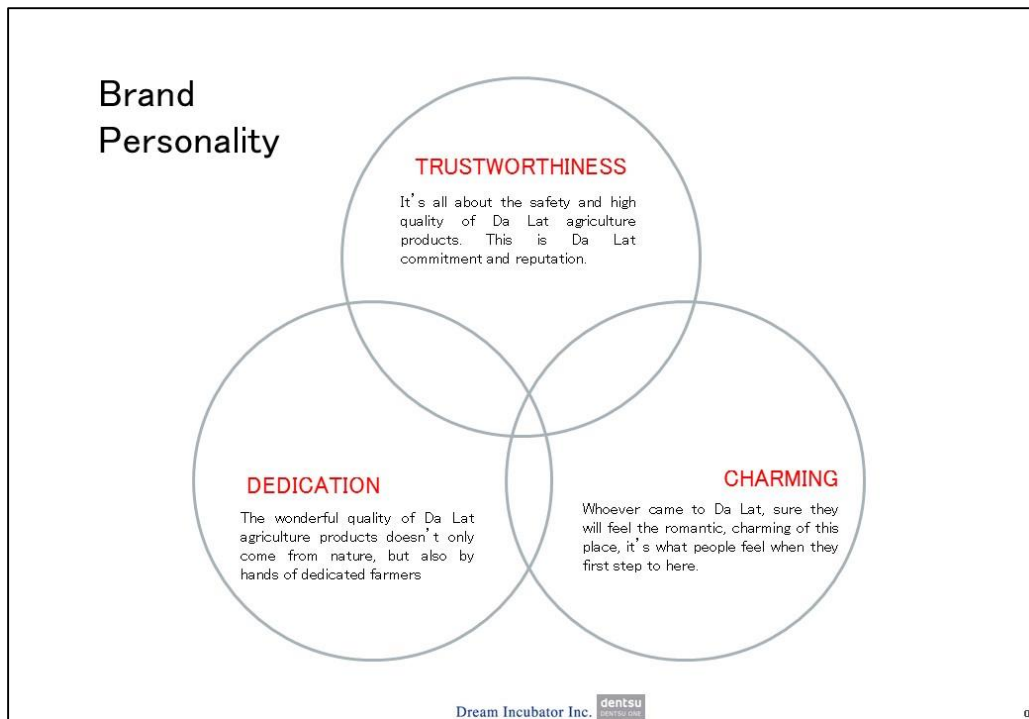 Brand
Personality
TRUSTWORTHINESS
It's all about the safety and high
quality of Da Lat agriculture
products. This is Da Lat
commitment and reputation.
DEDICATION
The wonderful quality of Da Lat
agriculture products doesn't only
come from nature, but also by
hands of dedicated farmers
CHARMING
Whoever came to Da Lat, sure they
will feel the romantic, charming of this
place, it's what people feel when they
first step to here.
Dream Incubator Inc.
dentsu
DENTSU ONE